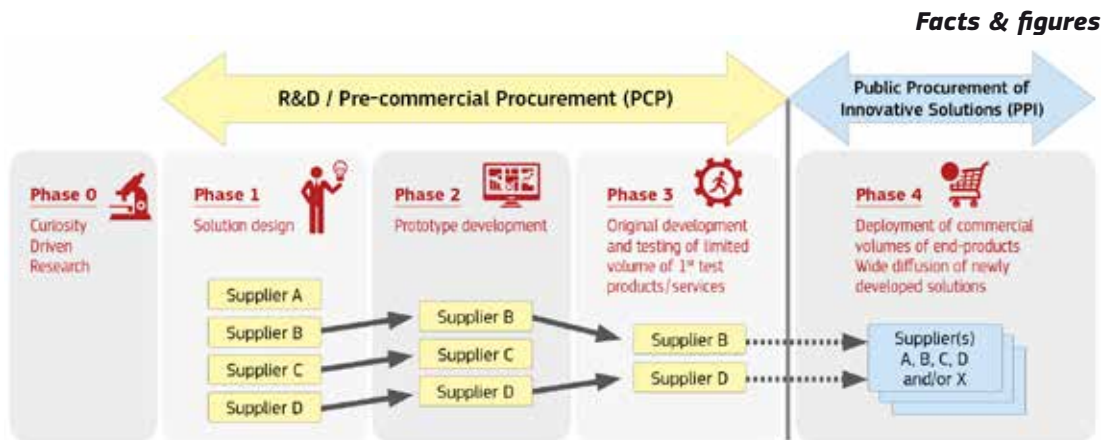 Facts & figures
R&D / Pre-commercial Procurement (PCP)
Public Procurement of
Innovative Solutions (PPI)
Phase 0
Curiosity
Driven
Research
Phase 1
Solution design
Supplier A
Supplier B
Supplier C
Supplier D
Phase 2
Prototype development
Supplier B
Supplier C
Supplier D
Phase 3
Original development
and testing of limited
volume of 1st test
products/services
Supplier B
Supplier D
Phase 4
Deployment of commercial
volumes of end-products
Wide diffusion of newly
developed solutions
Supplier(s)
A, B, C, D
and/or X